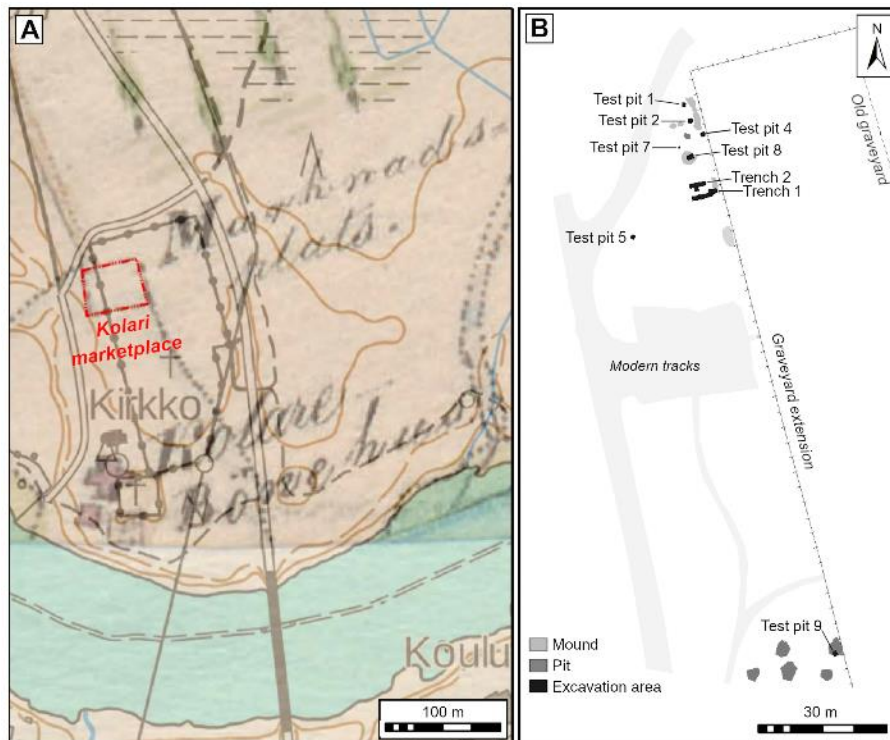 A
Marknads-
plats.
Kolari
marketplace
Kirkko
Kolare
Bönehus
Koulu
100 m
B
N
Test pit 1
Test pit 2
Test pit 4
Test pit 7
Test pit 8
Trench 2
Trench 1
Test pit 5
Old graveyard
Modern tracks
Graveyard extension
Test pit 9
Mound
Pit
Excavation area
30 m